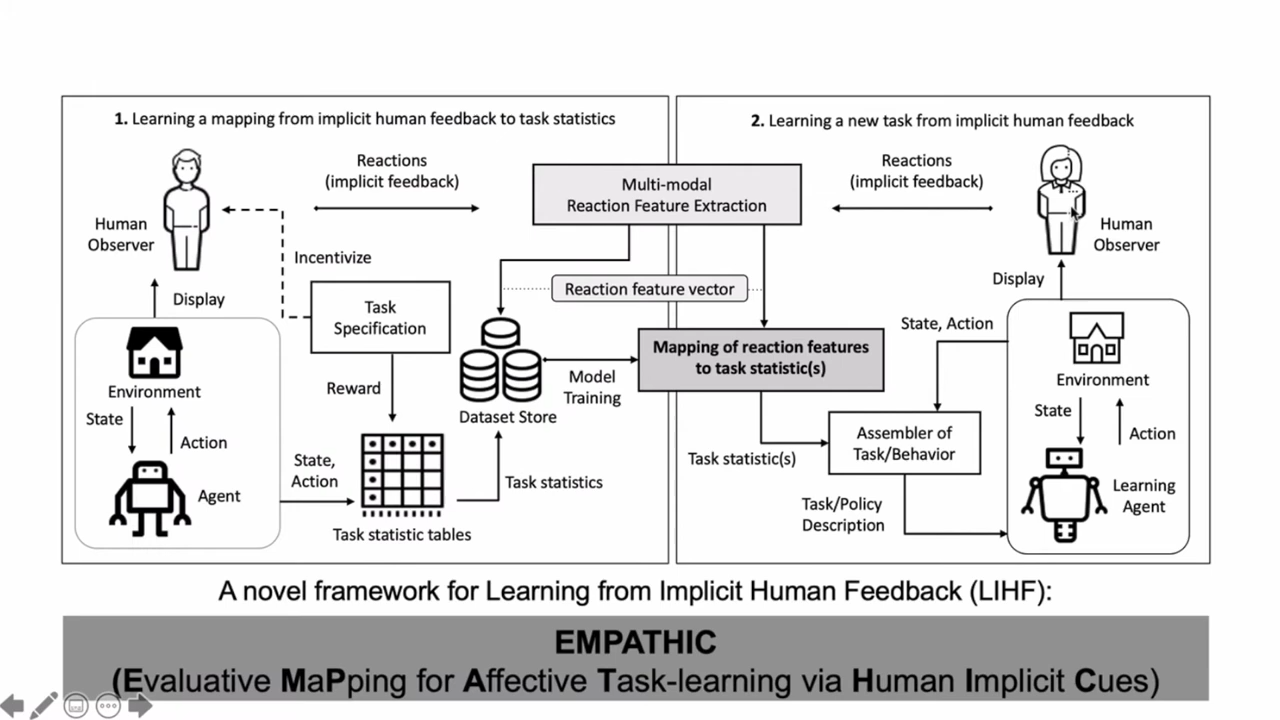 1. Learning a mapping from implicit human feedback to task statistics
Human
Observer
Reactions
(implicit feedback)
Incentivize
Display
Task
Specification
Environment
State
Action
Agent
Reward
State,
Action
Task statistic tables
Task statistics
Dataset Store
Model
Training
Multi-modal
Reaction Feature Extraction
Reaction feature vector
Mapping of reaction features
to task statistic(s)
2. Learning a new task from implicit human feedback
Reactions
(implicit feedback)
Human
Observer
Display
State, Action
Environment
State
Action
Learning
Agent
Assembler of
Task/Behavior
Task statistic(s)
Task/Policy
Description
A novel framework for Learning from Implicit Human Feedback (LIHF):
EMPATHIC
(Evaluative MaPping for Affective Task-learning via Human Implicit Cues)